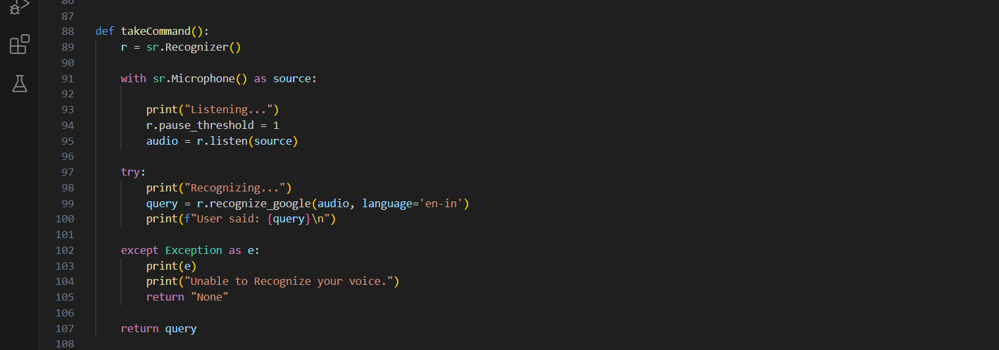 86
87
88 def takeCommand():
89     r = sr.Recognizer()
90
91     with sr.Microphone() as source:
92
93         print("Listening...")
94         r.pause_threshold = 1
95         audio = r.listen(source)
96
97     try:
98         print("Recognizing...")
99         query = r.recognize_google(audio, language='en-in')
100         print(f"User said: {query}\n")
101
102     except Exception as e:
103         print(e)
104         print("Unable to Recognize your voice.")
105         return "None"
106
107     return query
108